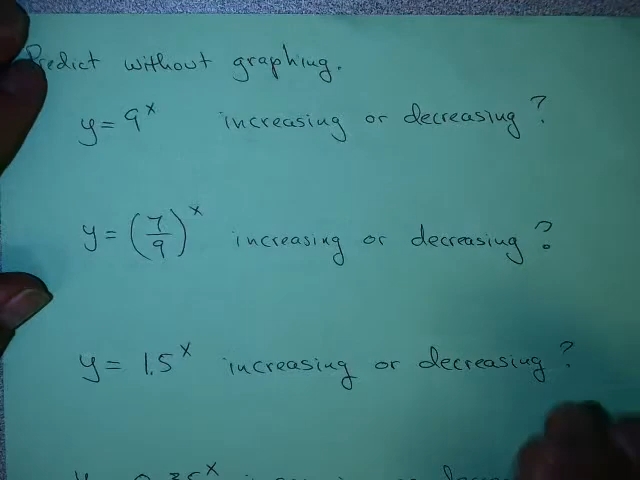 Predict without graphing.
y = 9^x increasing or decreasing?
y = (7/9)^x increasing or decreasing?
y = 1.5^x increasing or decreasing?